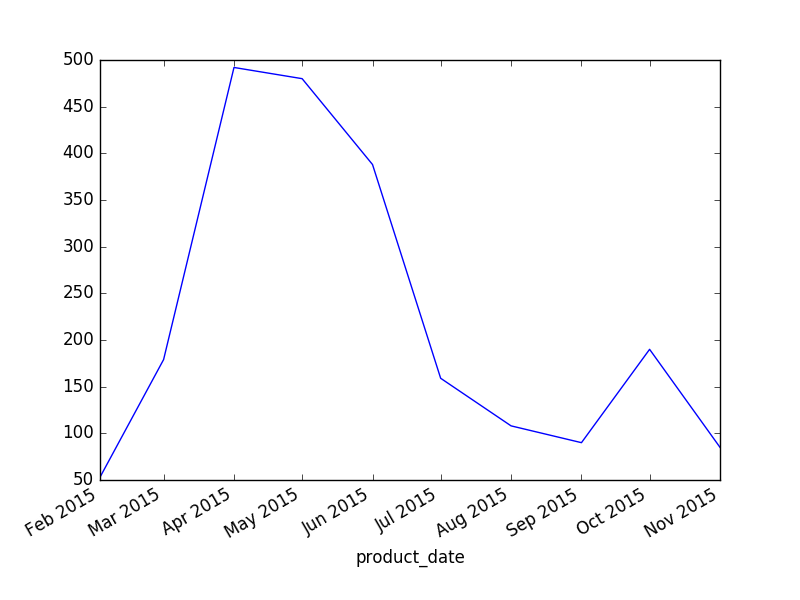 500
450
400
350
300
250
200
150
100
50
Feb 2015
Mar 2015
Apr 2015
May 2015
Jun 2015
Jul 2015
Aug 2015
Sep 2015
Oct 2015
Nov 2015
product_date